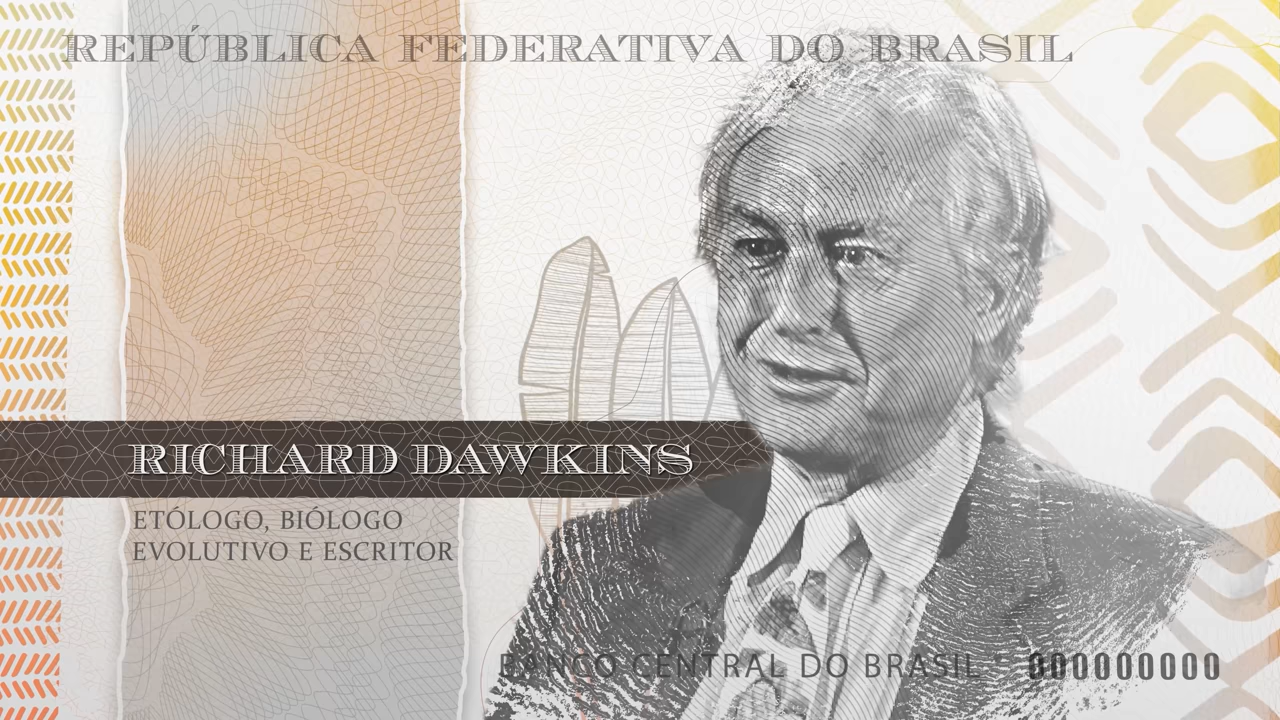 REPÚBLICA FEDERATIVA DO BRASIL
RICHARD DAWKINS
ETÓLOGO, BIÓLOGO
EVOLUTIVO E ESCRITOR
BANCO CENTRAL DO BRASIL 000000000